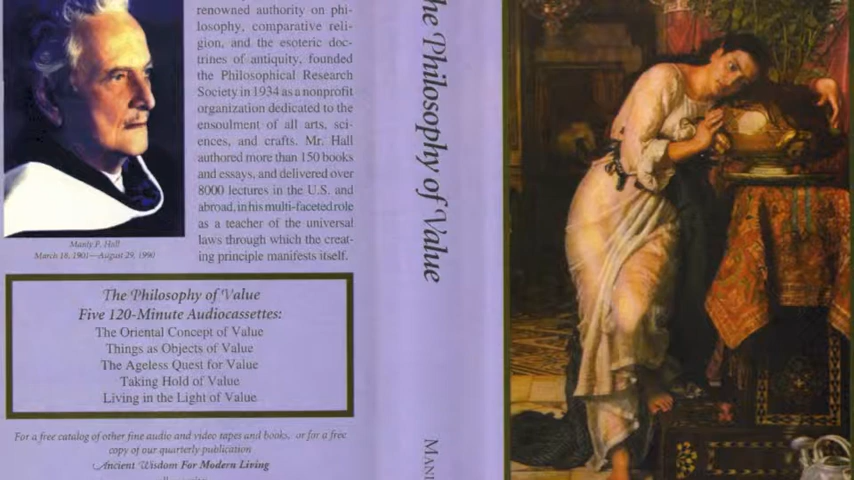 renowned authority on phi-
losophy, comparative reli-
gion, and the esoteric doc-
trines of antiquity, founded
the Philosophical Research
Society in 1934 as a nonprofit
organization dedicated to the
ensoulment of all arts, sci-
ences, and crafts. Mr. Hall
authored more than 150 books
and essays, and delivered over
8000 lectures in the U.S. and
abroad, in his multi-faceted role
as a teacher of the universal
laws through which the creat-
ing principle manifests itself.
Manly P. Hall
March 18, 1901—August 29, 1990
The Philosophy of Value
Five 120-Minute Audiocassettes:
The Oriental Concept of Value
Things as Objects of Value
The Ageless Quest for Value
Taking Hold of Value
Living in the Light of Value
For a free catalog of other fine audio and video tapes and books, or for a free
copy of our quarterly publication
Ancient Wisdom For Modern Living
he Philosophy of Value
MANL